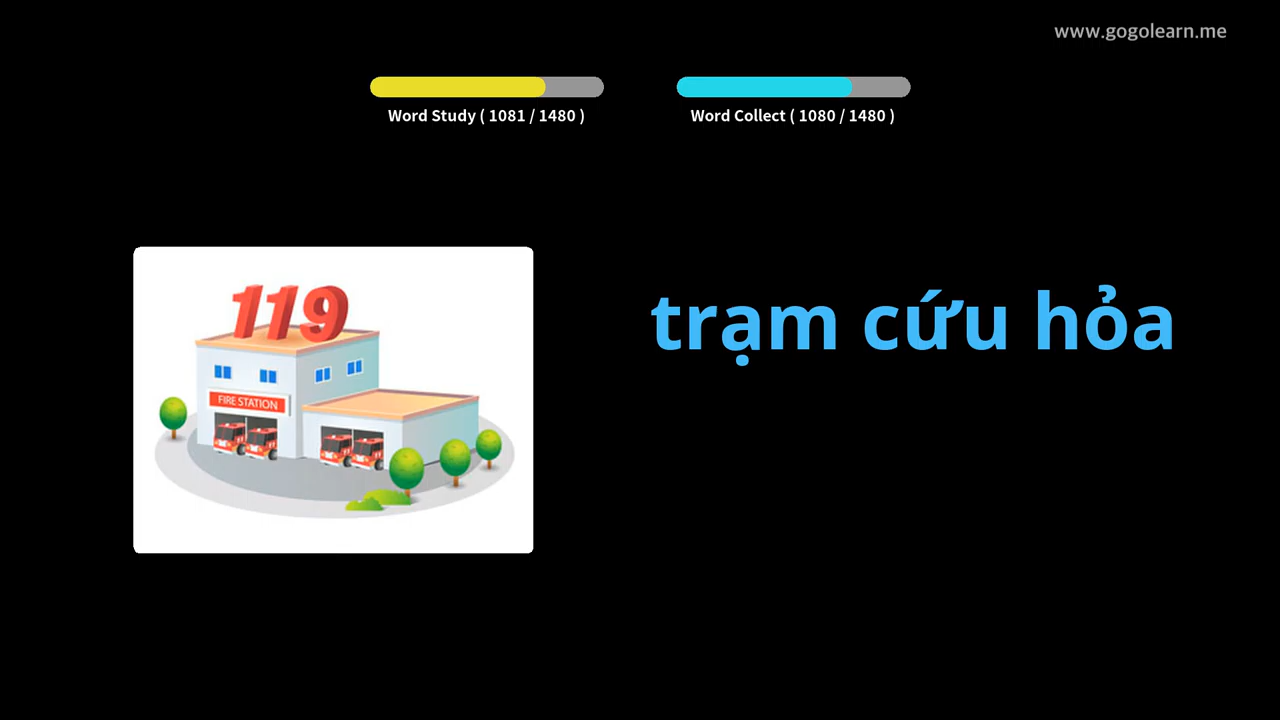 www.gogolearn.me
Word Study ( 1081 / 1480 )
Word Collect ( 1080 / 1480 )
119
FIRE STATION
trạm cứu hỏa